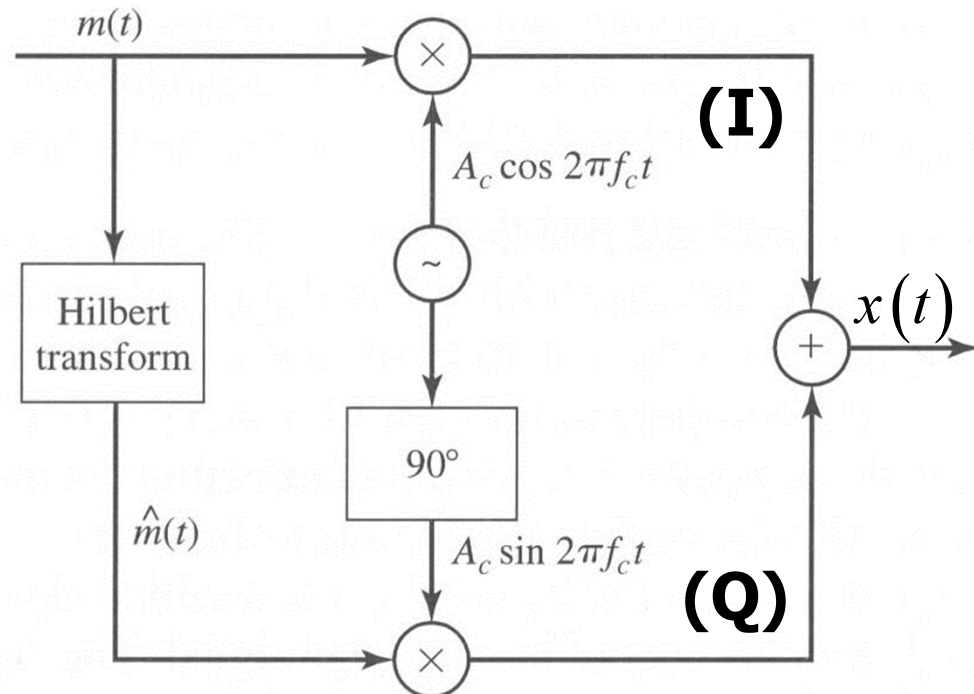 m(t)
×
(I)
A_c cos 2πf_c t
~
Hilbert
transform
x(t)
+
90°
m̂(t)
A_c sin 2πf_c t
(Q)
×